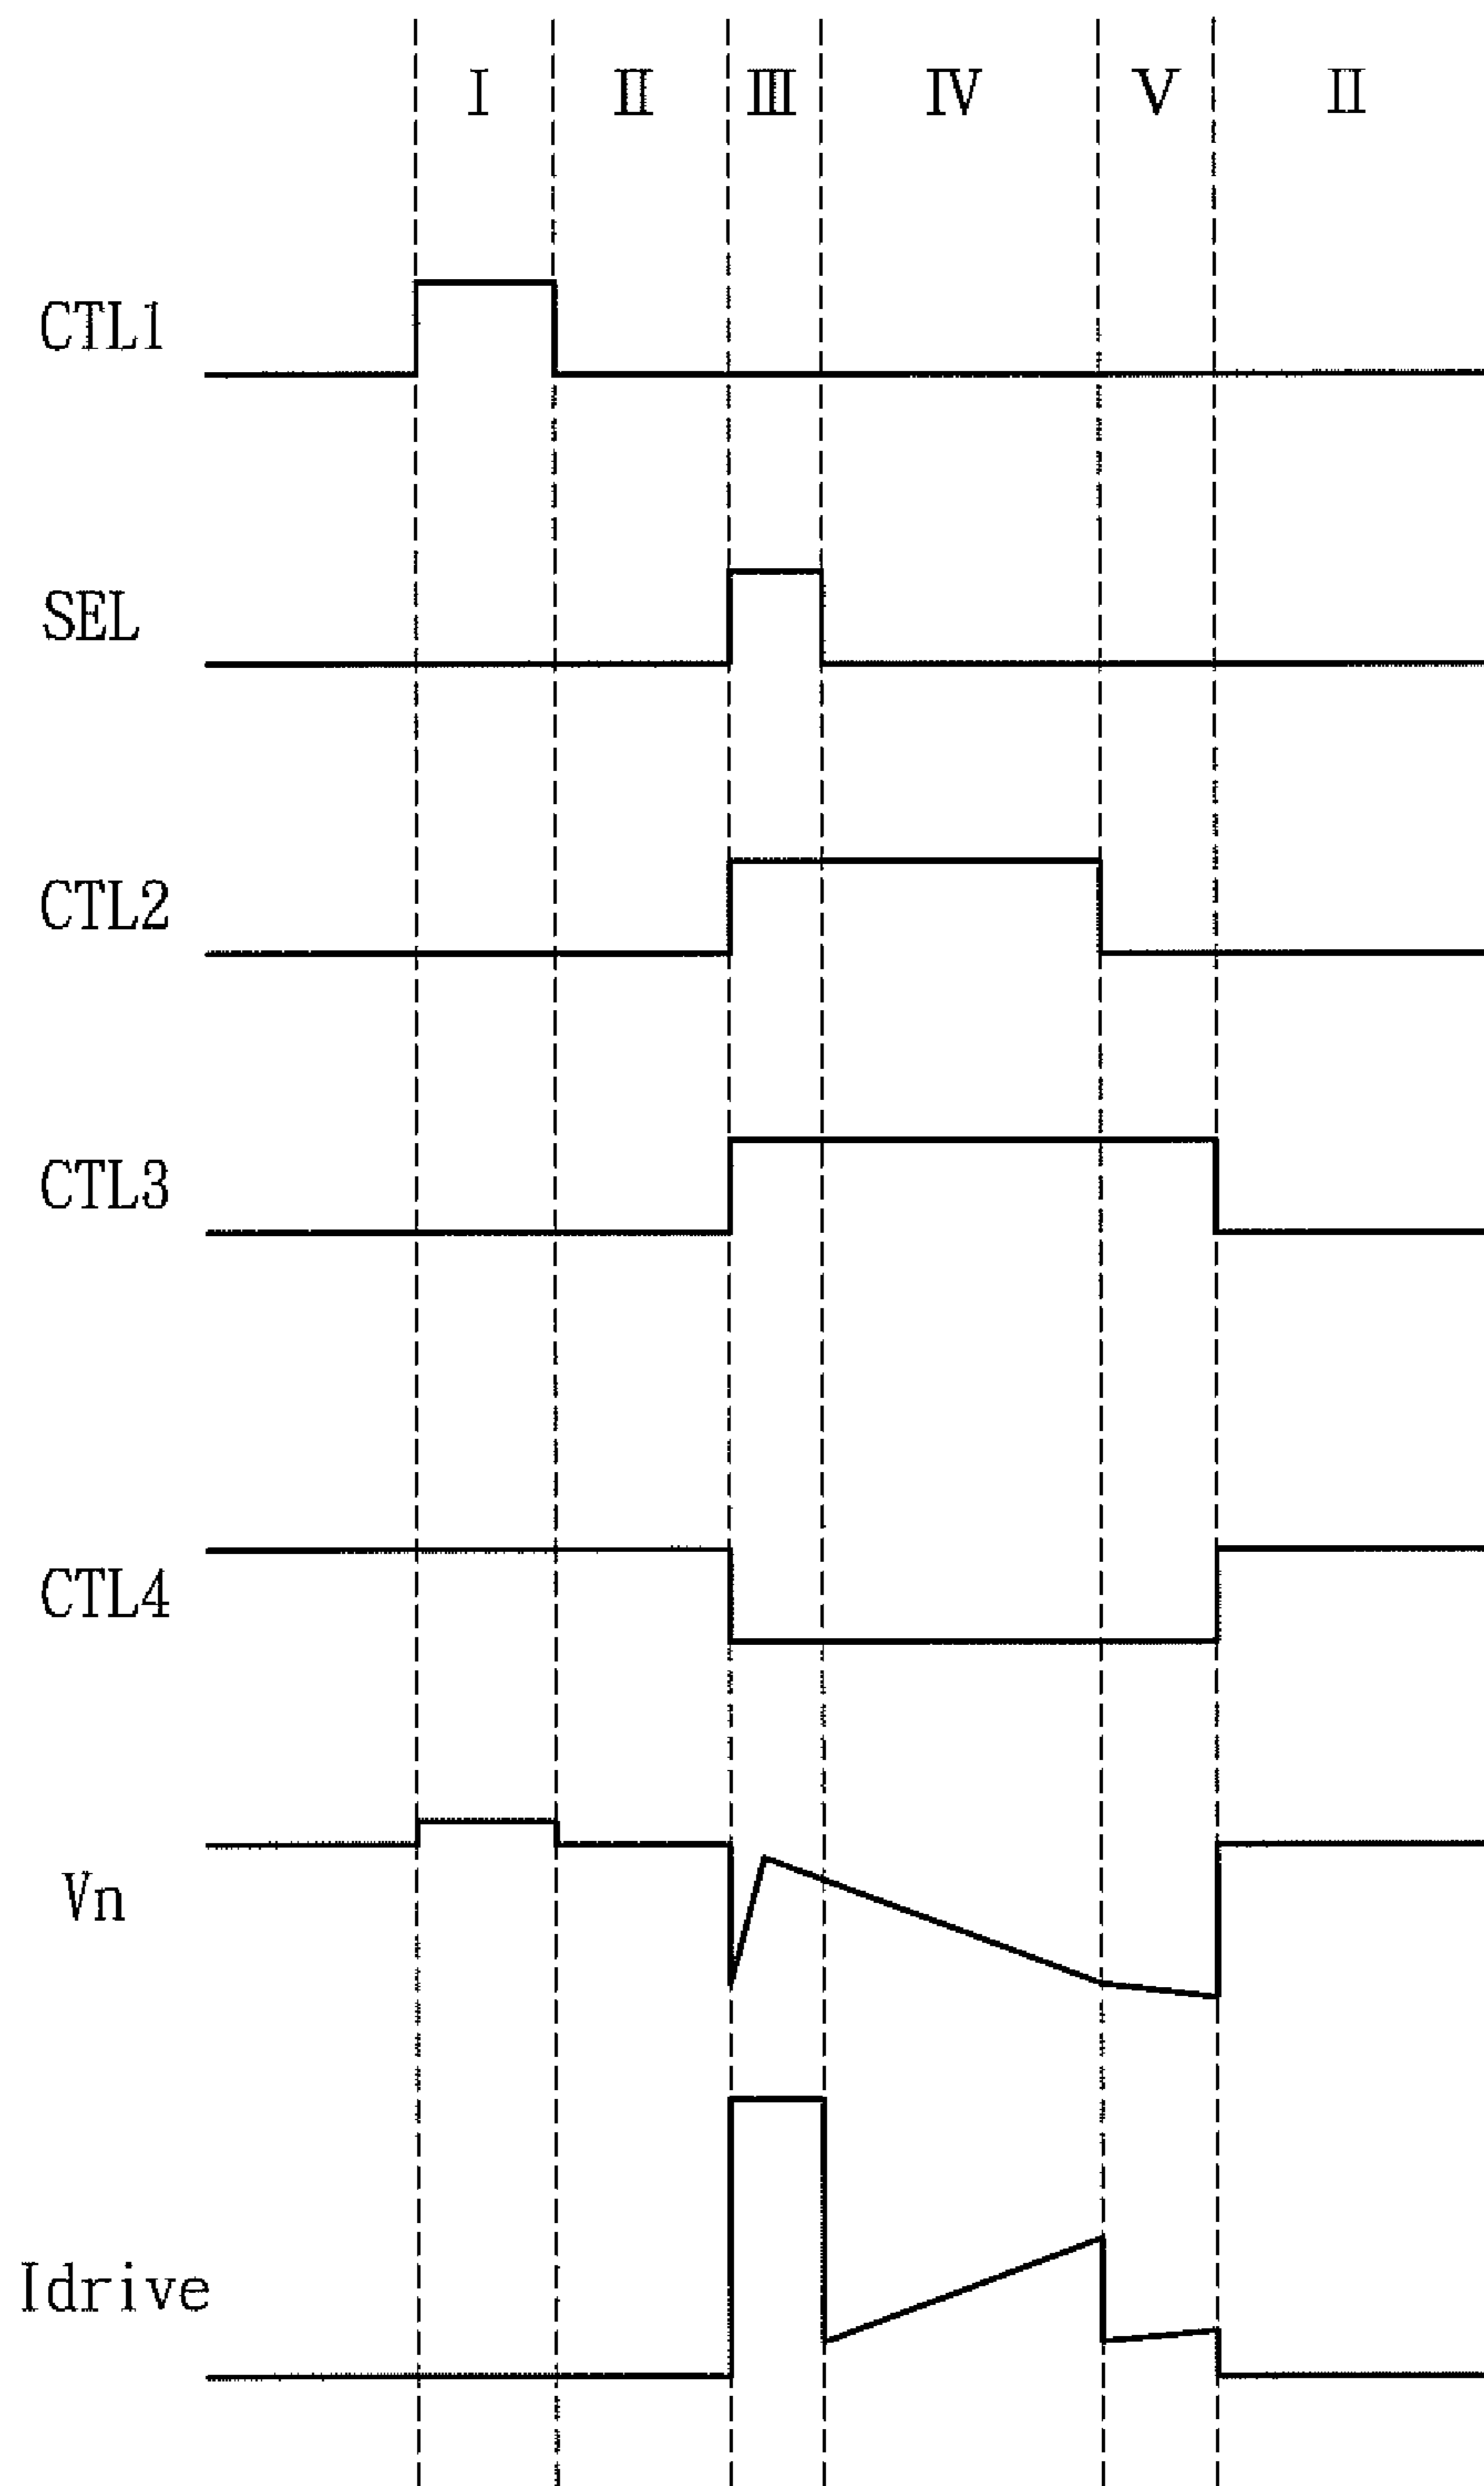 Ⅰ Ⅱ Ⅲ Ⅳ Ⅴ Ⅱ
CTL1
SEL
CTL2
CTL3
CTL4
Vn
Idrive